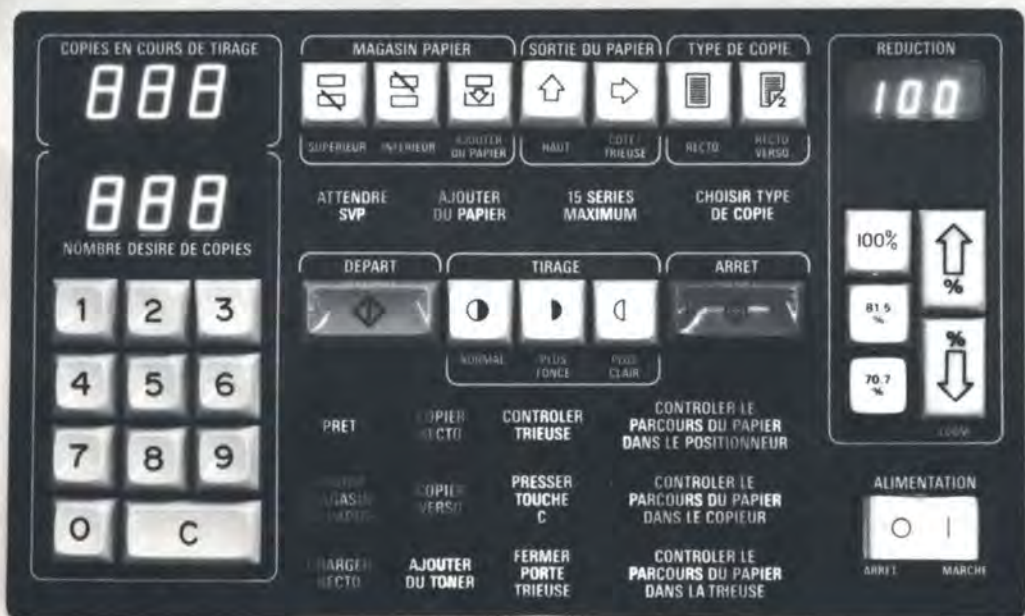 COPIES EN COURS DE TIRAGE
888
888
NOMBRE DESIRE DE COPIES
1 2 3
4 5 6
7 8 9
0 C
MAGASIN PAPIER
SUPERIEUR INFERIEUR AJOUTER
DU PAPIER
SORTIE DU PAPIER
HAUT COTE/
TRIEUSE
TYPE DE COPIE
2
RECTO RECTO
VERSO
ATTENDRE
SVP
AJOUTER
DU PAPIER
15 SERIES
MAXIMUM
CHOISIR TYPE
DE COPIE
DEPART
TIRAGE
NORMAL PLUS
FONCE
PLUS
CLAIR
ARRET
PRET
COPIER
RECTO
CONTROLER
TRIEUSE
CONTROLER LE
PARCOURS DU PAPIER
DANS LE POSITIONNEUR
MAGASIN
COPIER
VERSO
PRESSER
TOUCHE
C
CONTROLER LE
PARCOURS DU PAPIER
DANS LE COPIEUR
CHARGER
RECTO
AJOUTER
DU TONER
FERMER
PORTE
TRIEUSE
CONTROLER LE
PARCOURS DU PAPIER
DANS LA TRIEUSE
REDUCTION
100
100%
%
81.5
%
%
70.7
%
ZOOM
ALIMENTATION
ARRET MARCHE